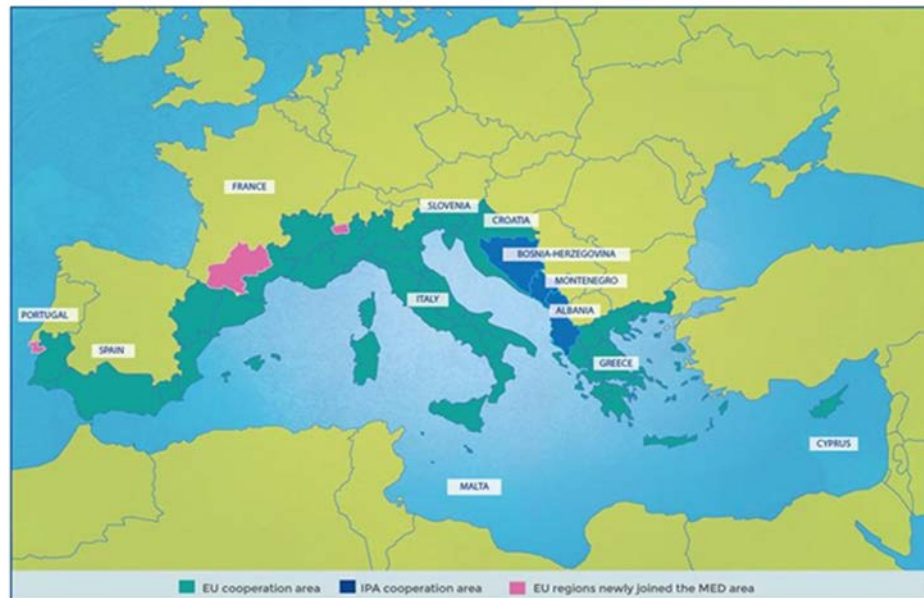 FRANCE
SLOVENIA
CROATIA
BOSNIA-HERZEGOVINA
MONTENEGRO
ITALY
ALBANIA
PORTUGAL
SPAIN
GREECE
CYPRUS
MALTA
EU cooperation area IPA cooperation area EU regions newly joined the MED area